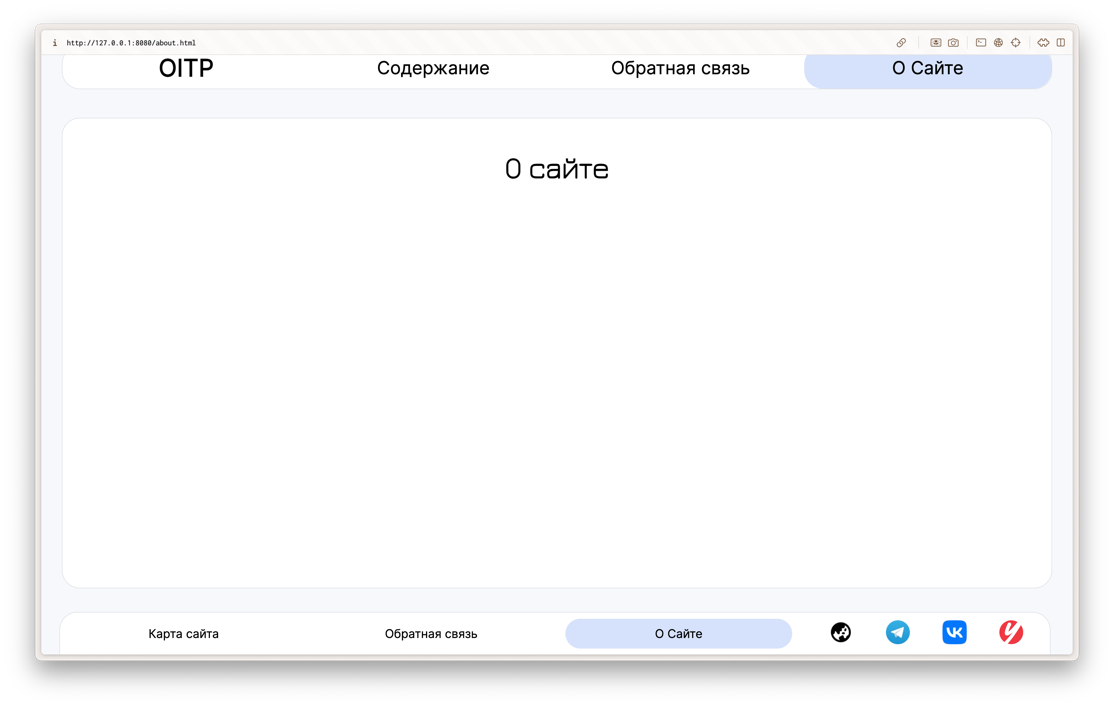 http://127.0.0.1:8080/about.html
OITP Содержание Обратная связь О Сайте
О сайте
Карта сайта Обратная связь О Сайте